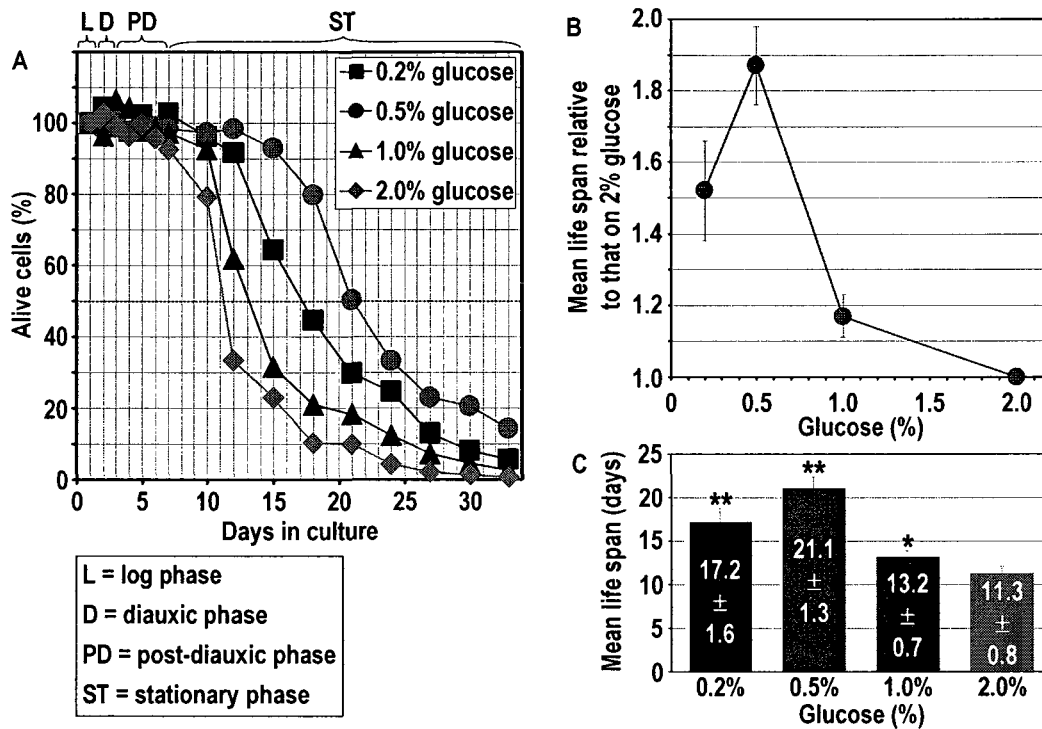 L D PD ST
A
0.2% glucose
0.5% glucose
1.0% glucose
2.0% glucose
100
80
60
40
20
0
0 5 10 15 20 25 30
Alive cells (%)
Days in culture
L = log phase
D = diauxic phase
PD = post-diauxic phase
ST = stationary phase
B
Mean life span relative
to that on 2% glucose
2.0
1.8
1.6
1.4
1.2
1.0
0 0.5 1.0 1.5 2.0
Glucose (%)
C
Mean life span (days)
25
20
15
10
5
0
** ** *
17.2 ± 1.6
21.1 ± 1.3
13.2 ± 0.7
11.3 ± 0.8
0.2% 0.5% 1.0% 2.0%
Glucose (%)